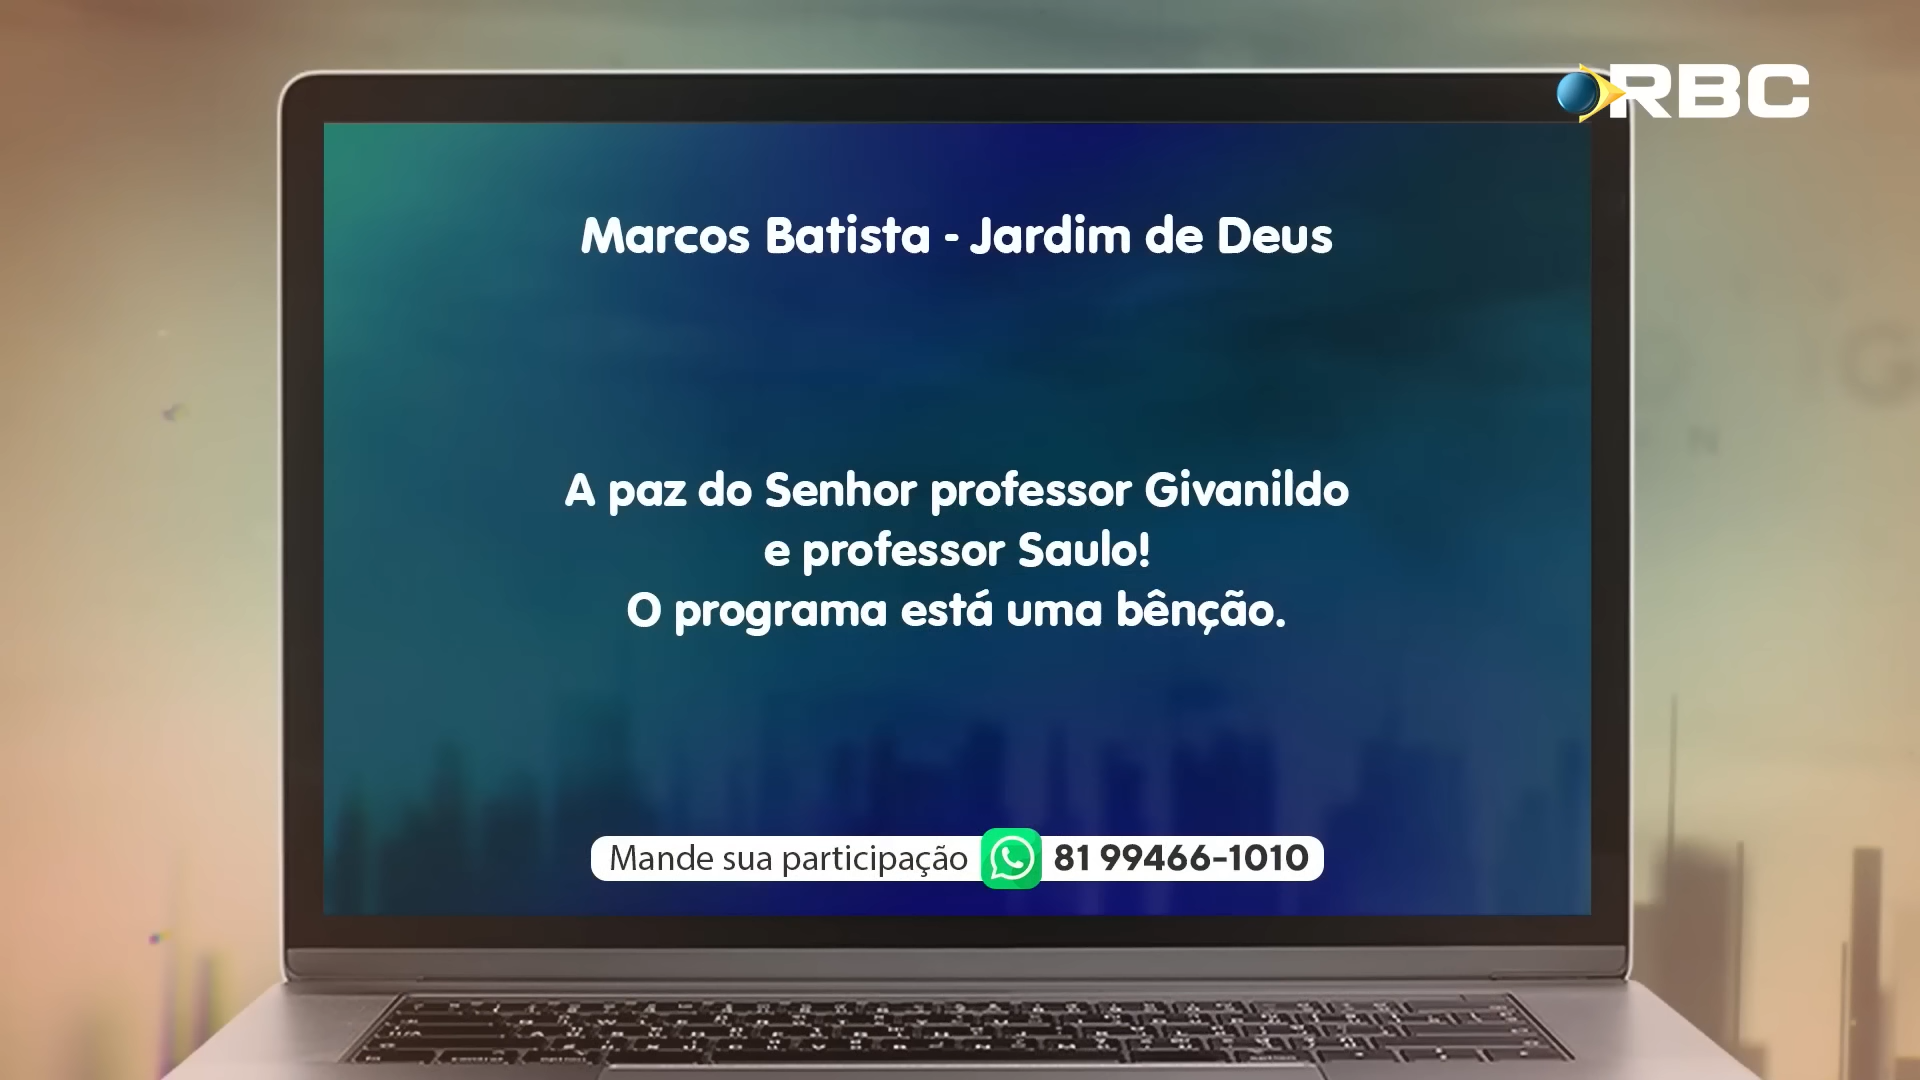 RBC
Marcos Batista - Jardim de Deus
A paz do Senhor professor Givanildo
e professor Saulo!
O programa está uma bênção.
Mande sua participação 81 99466-1010